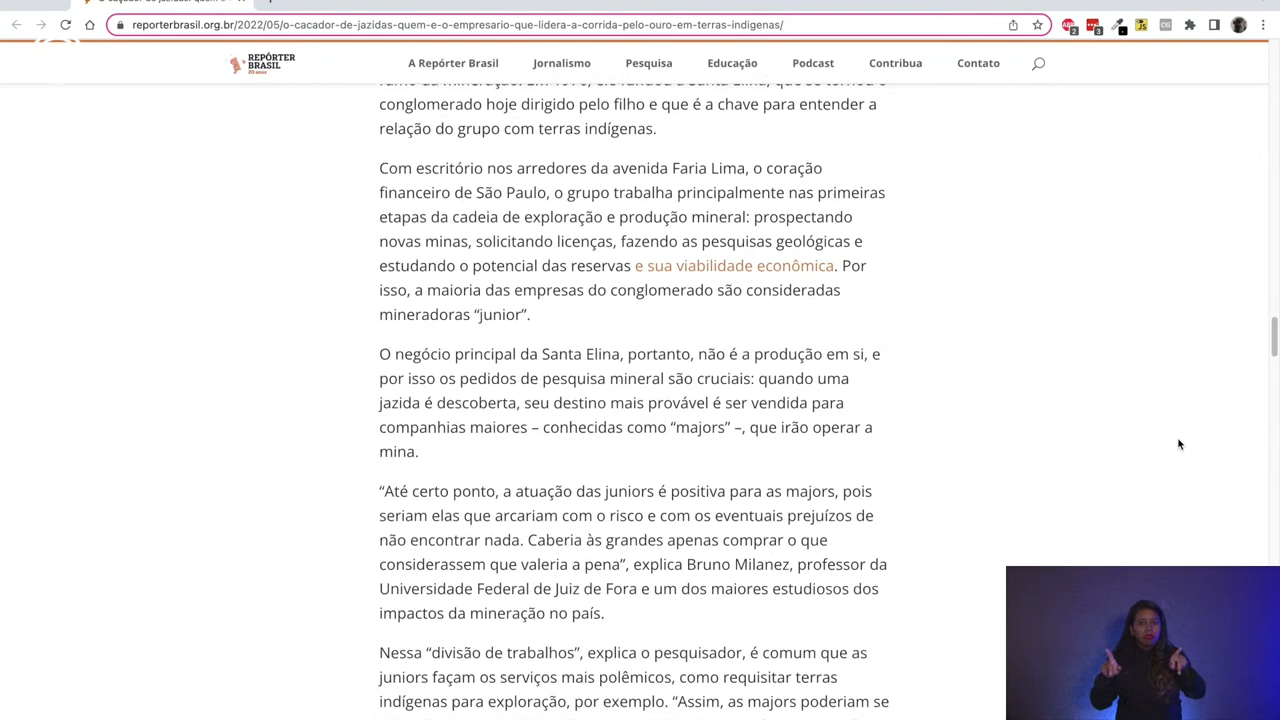 reporterbrasil.org.br/2022/05/o-cacador-de-jazidas-quem-e-o-empresario-que-lidera-a-corrida-pelo-ouro-em-terras-indigenas/
2
3
REPÓRTER
BRASIL
20 anos
A Repórter Brasil
Jornalismo
Pesquisa
Educação
Podcast
Contribua
Contato
conglomerado hoje dirigido pelo filho e que é a chave para entender a
relação do grupo com terras indígenas.
Com escritório nos arredores da avenida Faria Lima, o coração
financeiro de São Paulo, o grupo trabalha principalmente nas primeiras
etapas da cadeia de exploração e produção mineral: prospectando
novas minas, solicitando licenças, fazendo as pesquisas geológicas e
estudando o potencial das reservas e sua viabilidade econômica. Por
isso, a maioria das empresas do conglomerado são consideradas
mineradoras “junior”.
O negócio principal da Santa Elina, portanto, não é a produção em si, e
por isso os pedidos de pesquisa mineral são cruciais: quando uma
jazida é descoberta, seu destino mais provável é ser vendida para
companhias maiores – conhecidas como “majors” –, que irão operar a
mina.
“Até certo ponto, a atuação das juniors é positiva para as majors, pois
seriam elas que arcariam com o risco e com os eventuais prejuízos de
não encontrar nada. Caberia às grandes apenas comprar o que
considerassem que valeria a pena”, explica Bruno Milanez, professor da
Universidade Federal de Juiz de Fora e um dos maiores estudiosos dos
impactos da mineração no país.
Nessa “divisão de trabalhos”, explica o pesquisador, é comum que as
juniors façam os serviços mais polêmicos, como requisitar terras
indígenas para exploração, por exemplo. “Assim, as majors poderiam se